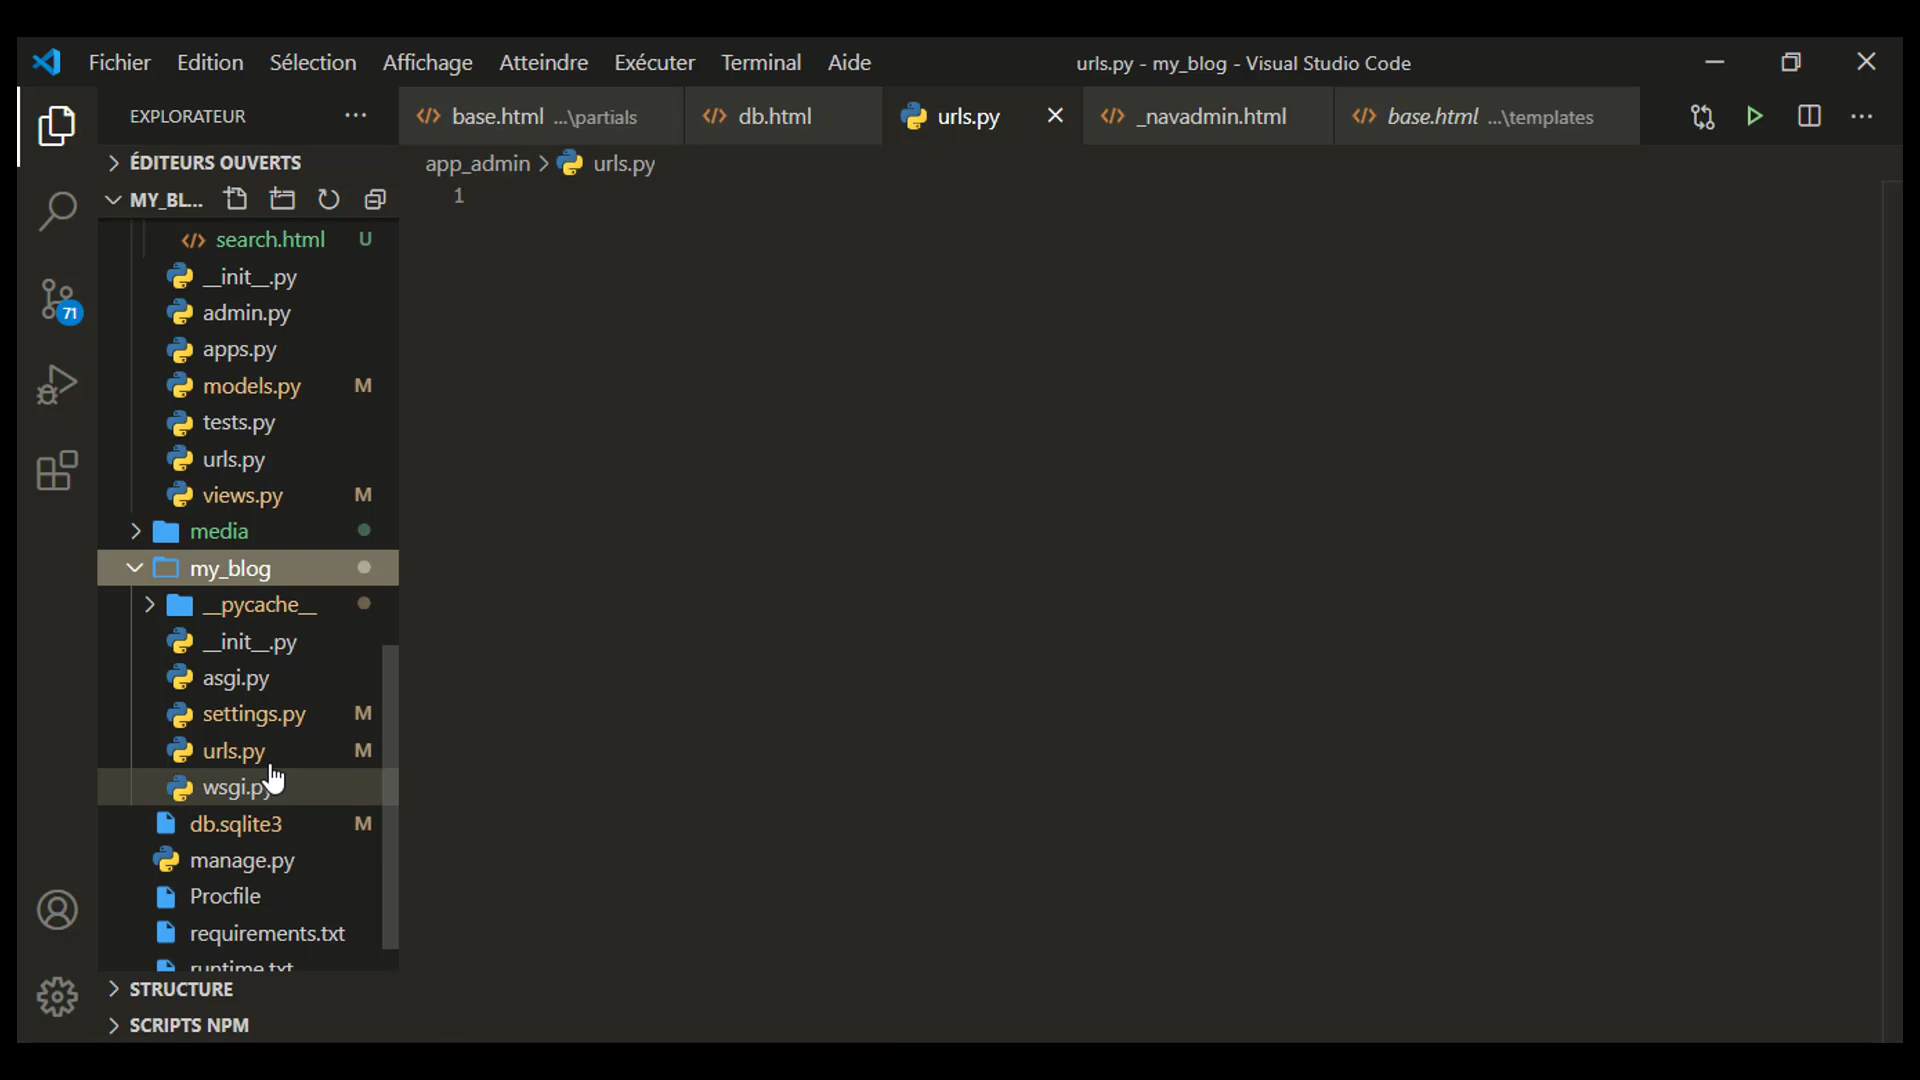 Fichier Edition Sélection Affichage Atteindre Exécuter Terminal Aide urls.py - my_blog - Visual Studio Code
EXPLORATEUR
base.html ...\partials db.html urls.py _navadmin.html base.html ...\templates
ÉDITEURS OUVERTS
app_admin > urls.py
MY_BL...
1
search.html U
__init__.py
admin.py
apps.py
models.py M
tests.py
urls.py
views.py M
media
my_blog
__pycache__
__init__.py
asgi.py
settings.py M
urls.py M
wsgi.py
db.sqlite3 M
manage.py
Procfile
requirements.txt
runtime.txt
STRUCTURE
SCRIPTS NPM
71